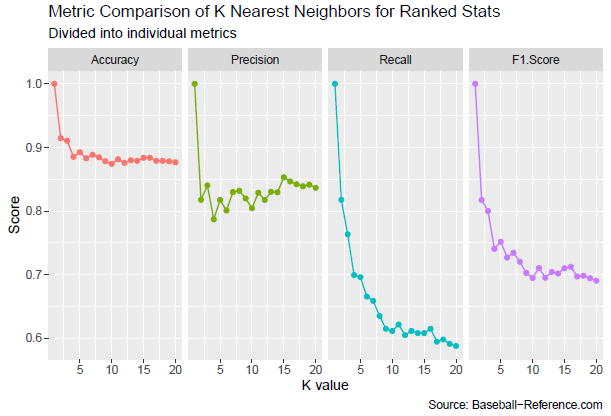 Metric Comparison of K Nearest Neighbors for Ranked Stats
Divided into individual metrics
Accuracy Precision Recall F1.Score
Score
1.0
0.9
0.8
0.7
0.6
5 10 15 20 5 10 15 20 5 10 15 20 5 10 15 20
K value
Source: Baseball−Reference.com